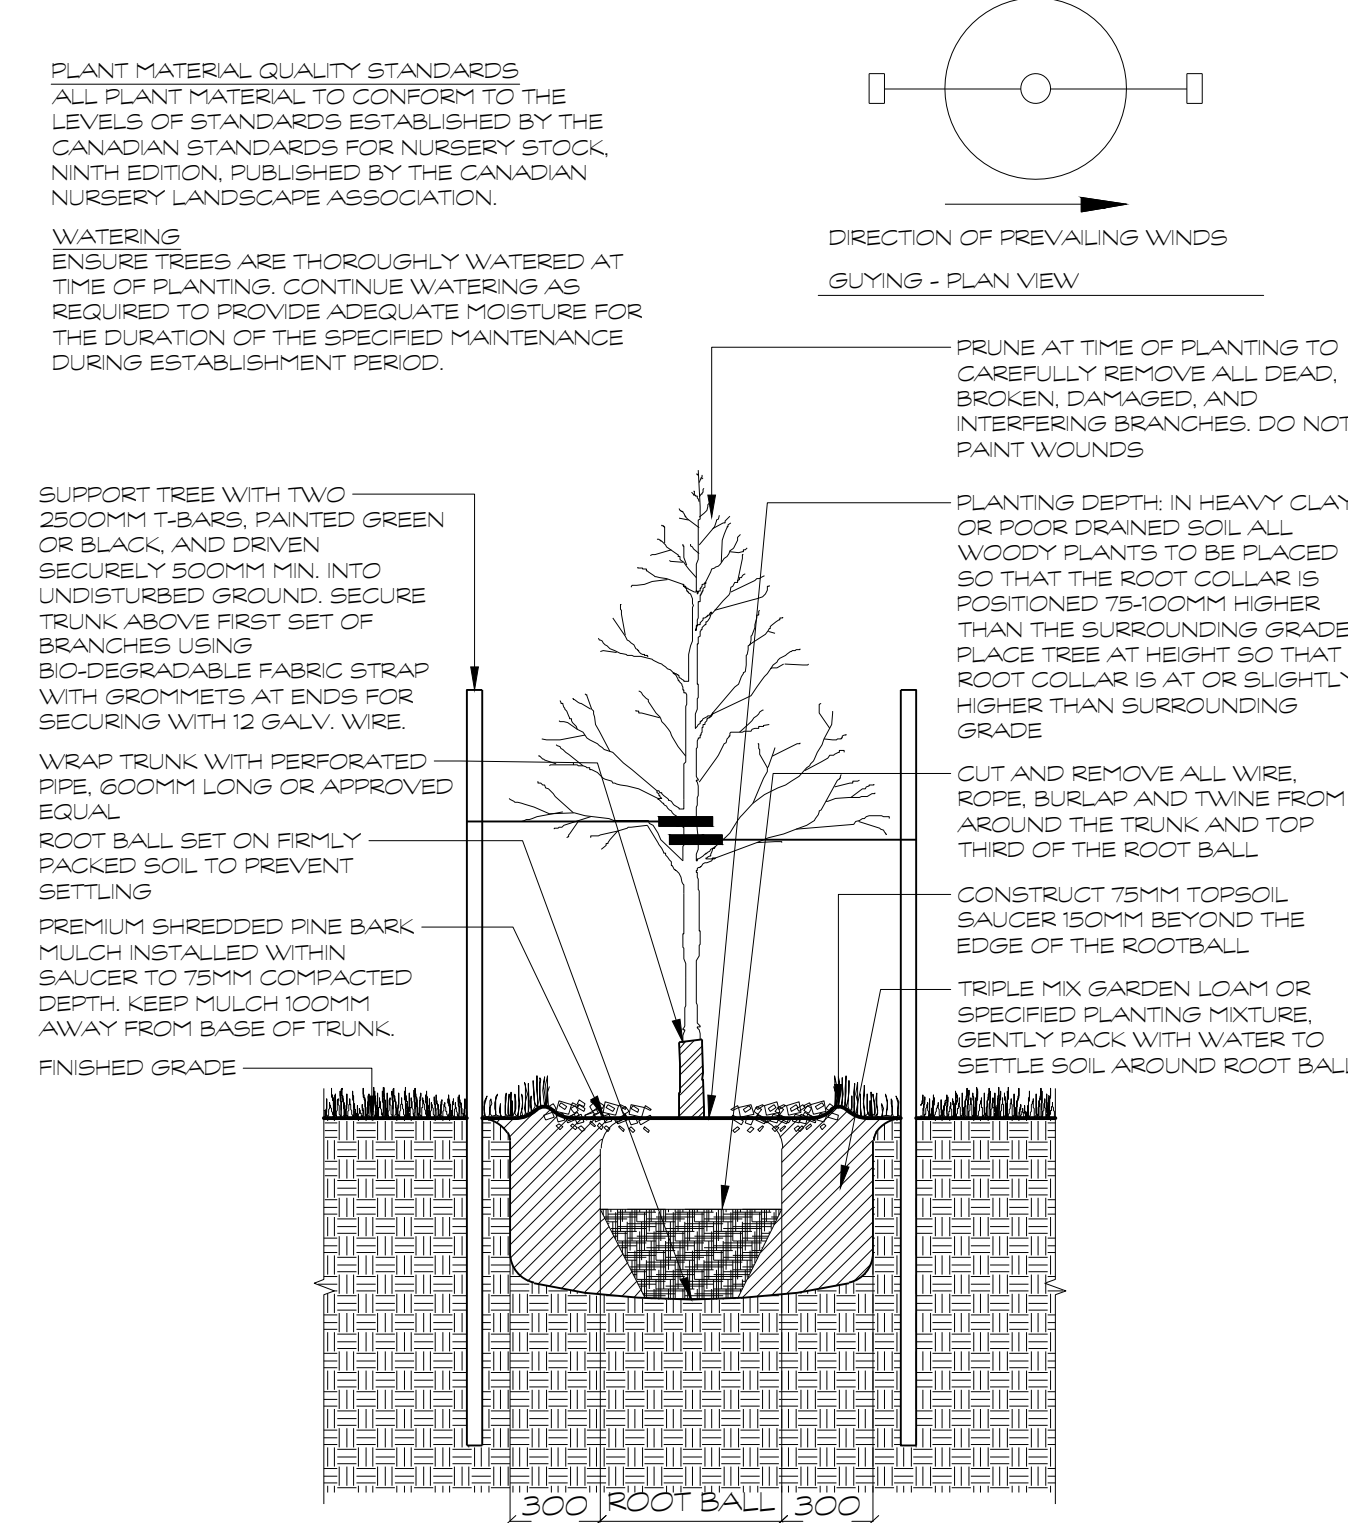 PLANT MATERIAL QUALITY STANDARDS
ALL PLANT MATERIAL TO CONFORM TO THE
LEVELS OF STANDARDS ESTABLISHED BY THE
CANADIAN STANDARDS FOR NURSERY STOCK,
NINTH EDITION, PUBLISHED BY THE CANADIAN
NURSERY LANDSCAPE ASSOCIATION.
WATERING
ENSURE TREES ARE THOROUGHLY WATERED AT
TIME OF PLANTING. CONTINUE WATERING AS
REQUIRED TO PROVIDE ADEQUATE MOISTURE FOR
THE DURATION OF THE SPECIFIED MAINTENANCE
DURING ESTABLISHMENT PERIOD.
DIRECTION OF PREVAILING WINDS
GUYING - PLAN VIEW
SUPPORT TREE WITH TWO
2500MM T-BARS, PAINTED GREEN
OR BLACK, AND DRIVEN
SECURELY 500MM MIN. INTO
UNDISTURBED GROUND. SECURE
TRUNK ABOVE FIRST SET OF
BRANCHES USING
BIO-DEGRADABLE FABRIC STRAP
WITH GROMMETS AT ENDS FOR
SECURING WITH 12 GALV. WIRE.
WRAP TRUNK WITH PERFORATED
PIPE, 600MM LONG OR APPROVED
EQUAL
ROOT BALL SET ON FIRMLY
PACKED SOIL TO PREVENT
SETTLING
PREMIUM SHREDDED PINE BARK
MULCH INSTALLED WITHIN
SAUCER TO 75MM COMPACTED
DEPTH. KEEP MULCH 100MM
AWAY FROM BASE OF TRUNK.
FINISHED GRADE
PRUNE AT TIME OF PLANTING TO
CAREFULLY REMOVE ALL DEAD,
BROKEN, DAMAGED, AND
INTERFERING BRANCHES. DO NOT
PAINT WOUNDS
PLANTING DEPTH: IN HEAVY CLAY
OR POOR DRAINED SOIL ALL
WOODY PLANTS TO BE PLACED
SO THAT THE ROOT COLLAR IS
POSITIONED 75-100MM HIGHER
THAN THE SURROUNDING GRADE
PLACE TREE AT HEIGHT SO THAT
ROOT COLLAR IS AT OR SLIGHTLY
HIGHER THAN SURROUNDING
GRADE
CUT AND REMOVE ALL WIRE,
ROPE, BURLAP AND TWINE FROM
AROUND THE TRUNK AND TOP
THIRD OF THE ROOT BALL
CONSTRUCT 75MM TOPSOIL
SAUCER 150MM BEYOND THE
EDGE OF THE ROOTBALL
TRIPLE MIX GARDEN LOAM OR
SPECIFIED PLANTING MIXTURE,
GENTLY PACK WITH WATER TO
SETTLE SOIL AROUND ROOT BALL
300 ROOT BALL 300